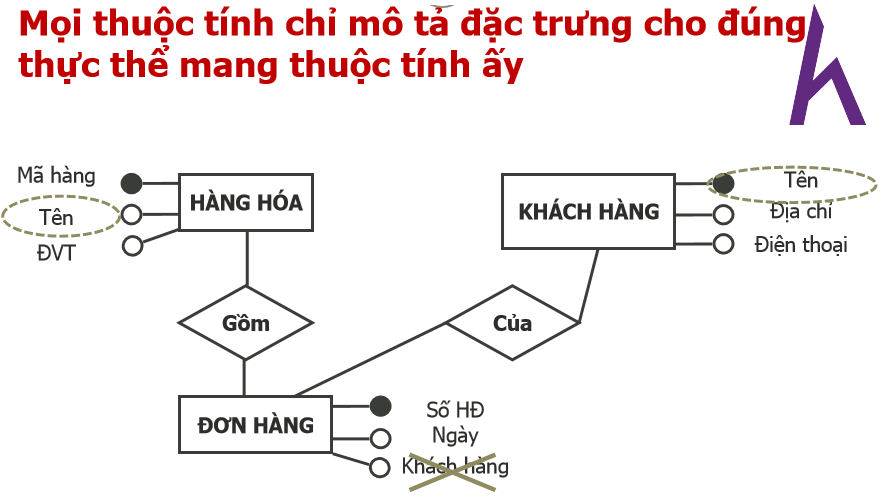 Mọi thuộc tính chỉ mô tả đặc trưng cho đúng
thực thể mang thuộc tính ấy
Mã hàng
Tên
ĐVT
HÀNG HÓA
KHÁCH HÀNG
Tên
Địa chỉ
Điện thoại
Gồm
Của
ĐƠN HÀNG
Số HĐ
Ngày
Khách hàng